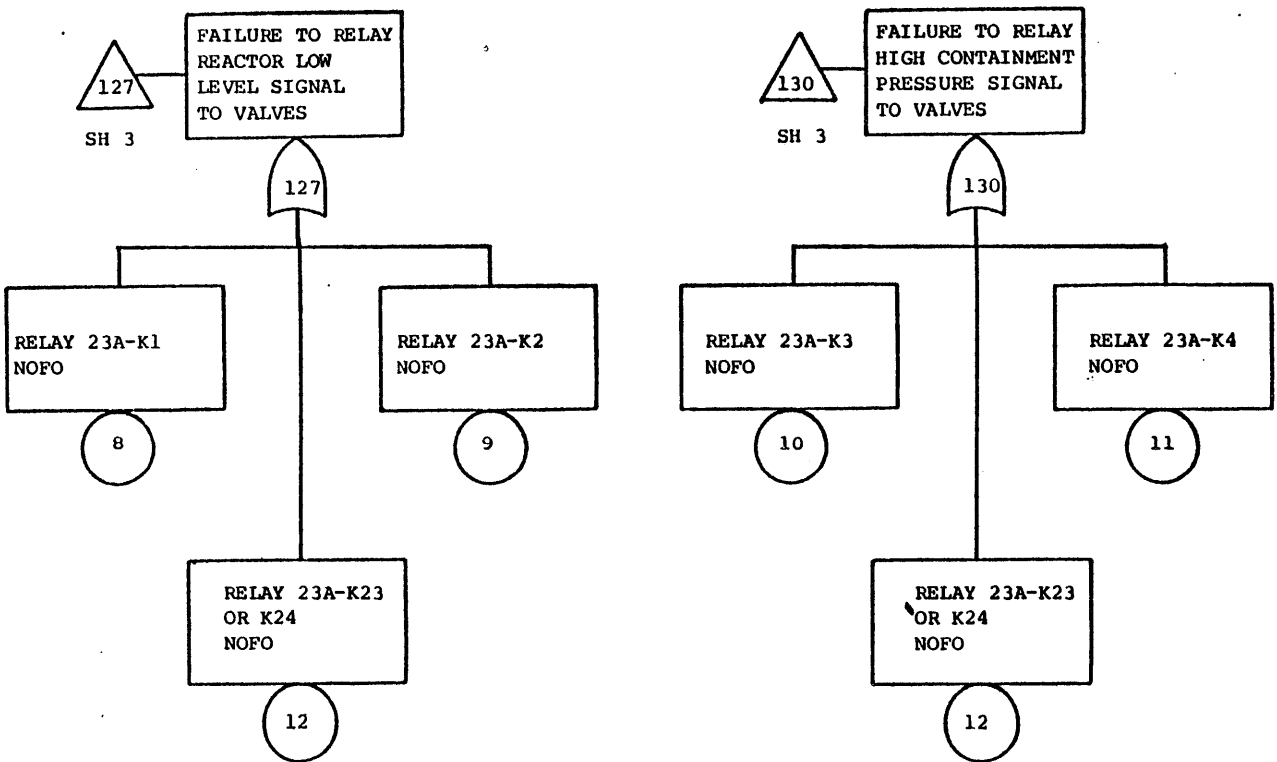 127
SH 3
FAILURE TO RELAY
REACTOR LOW
LEVEL SIGNAL
TO VALVES
127
RELAY 23A-K1
NOFO
8
RELAY 23A-K2
NOFO
9
RELAY 23A-K23
OR K24
NOFO
12
130
SH 3
FAILURE TO RELAY
HIGH CONTAINMENT
PRESSURE SIGNAL
TO VALVES
130
RELAY 23A-K3
NOFO
10
RELAY 23A-K4
NOFO
11
RELAY 23A-K23
OR K24
NOFO
12